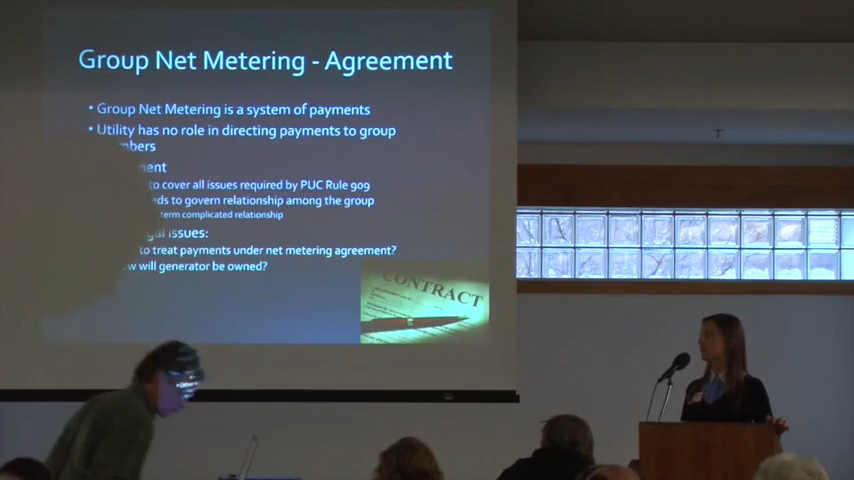 Group Net Metering - Agreement
• Group Net Metering is a system of payments
• Utility has no role in directing payments to group
mbers
ment
to cover all issues required by PUC Rule 909
ds to govern relationship among the group
term complicated relationship
gal issues:
to treat payments under net metering agreement?
w will generator be owned?
CONTRACT